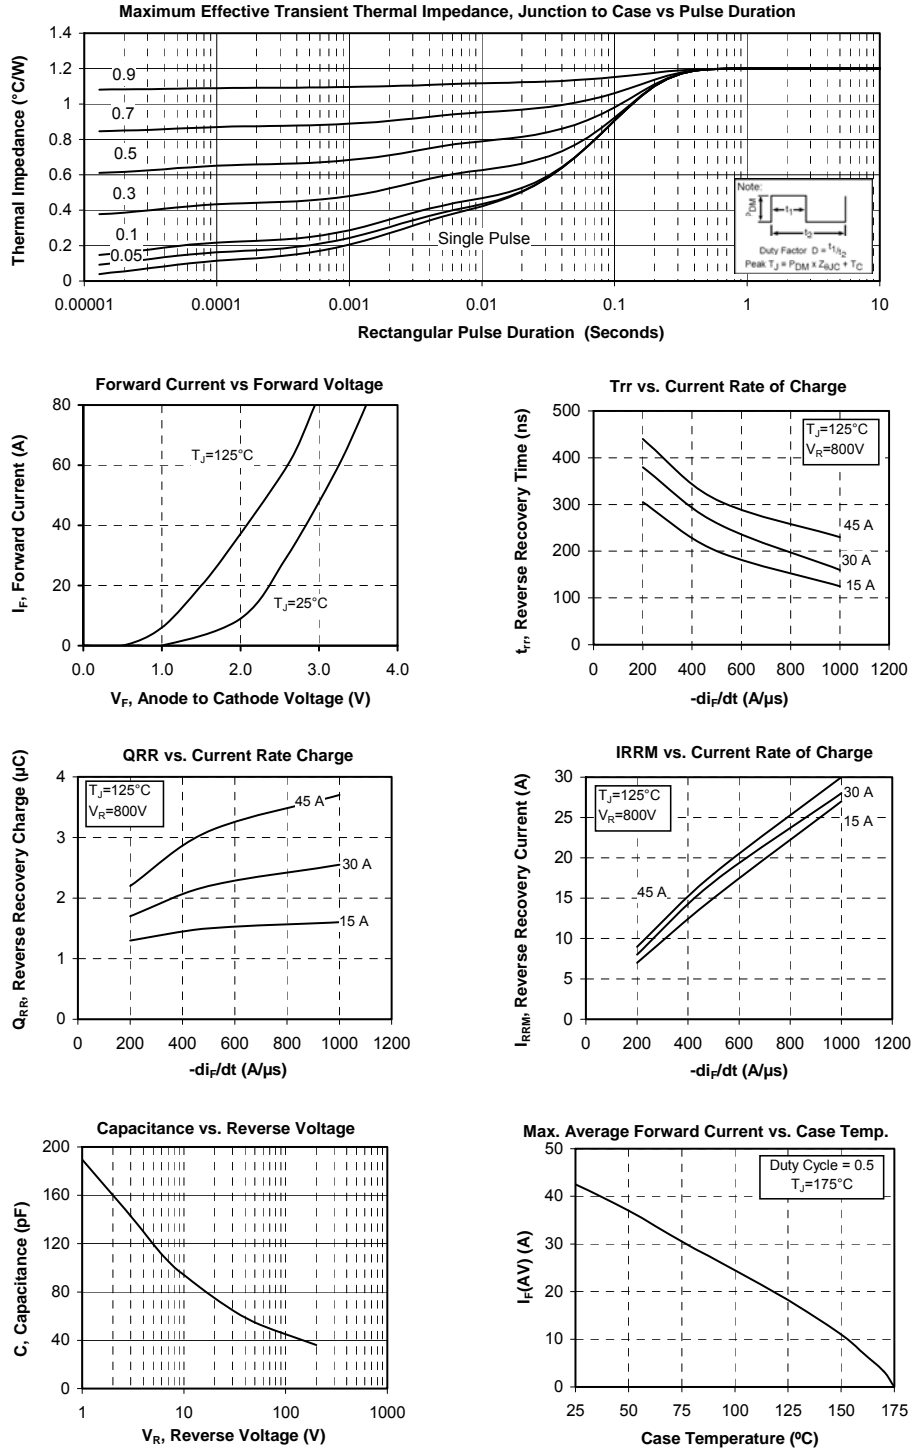 Maximum Effective Transient Thermal Impedance, Junction to Case vs Pulse Duration
Thermal Impedance (°C/W)
1.4
1.2
1
0.8
0.6
0.4
0.2
0
0.9
0.7
0.5
0.3
0.1
0.05
Single Pulse
Note:
PDM
t1
t2
Duty Factor D = t1/t2
Peak TJ = PDM x ZθJC + TC
0.00001
0.0001
0.001
0.01
0.1
1
10
Rectangular Pulse Duration (Seconds)
Forward Current vs Forward Voltage
IF, Forward Current (A)
80
60
40
20
0
TJ=125°C
TJ=25°C
0.0
1.0
2.0
3.0
4.0
VF, Anode to Cathode Voltage (V)
Trr vs. Current Rate of Charge
trr, Reverse Recovery Time (ns)
500
400
300
200
100
0
TJ=125°C
VR=800V
45 A
30 A
15 A
0
200
400
600
800
1000
1200
-diF/dt (A/µs)
QRR vs. Current Rate Charge
QRR, Reverse Recovery Charge (µC)
4
3
2
1
0
TJ=125°C
VR=800V
45 A
30 A
15 A
0
200
400
600
800
1000
1200
-diF/dt (A/µs)
IRRM vs. Current Rate of Charge
IRRM, Reverse Recovery Current (A)
30
25
20
15
10
5
0
TJ=125°C
VR=800V
30 A
15 A
45 A
0
200
400
600
800
1000
1200
-diF/dt (A/µs)
Capacitance vs. Reverse Voltage
C, Capacitance (pF)
200
160
120
80
40
0
1
10
100
1000
VR, Reverse Voltage (V)
Max. Average Forward Current vs. Case Temp.
IF(AV) (A)
50
40
30
20
10
0
Duty Cycle = 0.5
TJ=175°C
25
50
75
100
125
150
175
Case Temperature (ºC)